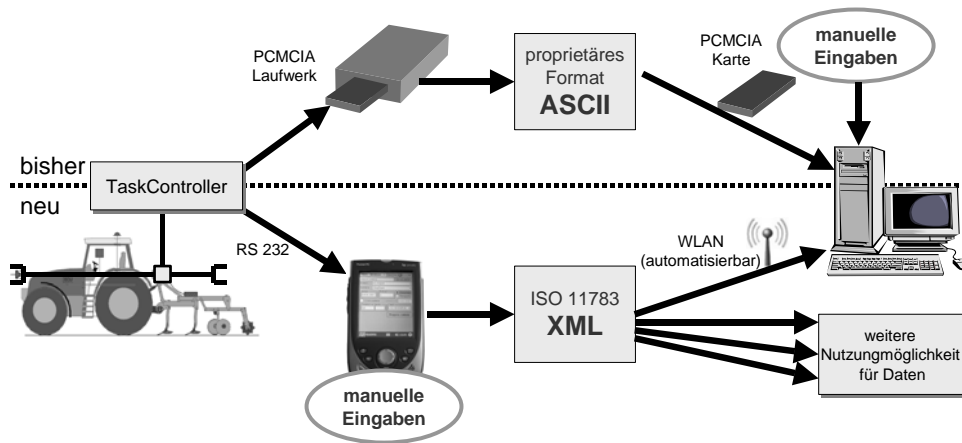 PCMCIA
Laufwerk
proprietäres
Format
ASCII
PCMCIA
Karte
manuelle
Eingaben
bisher
neu
TaskController
RS 232
WLAN
(automatisierbar)
ISO 11783
XML
weitere
Nutzungmöglichkeit
für Daten
manuelle
Eingaben